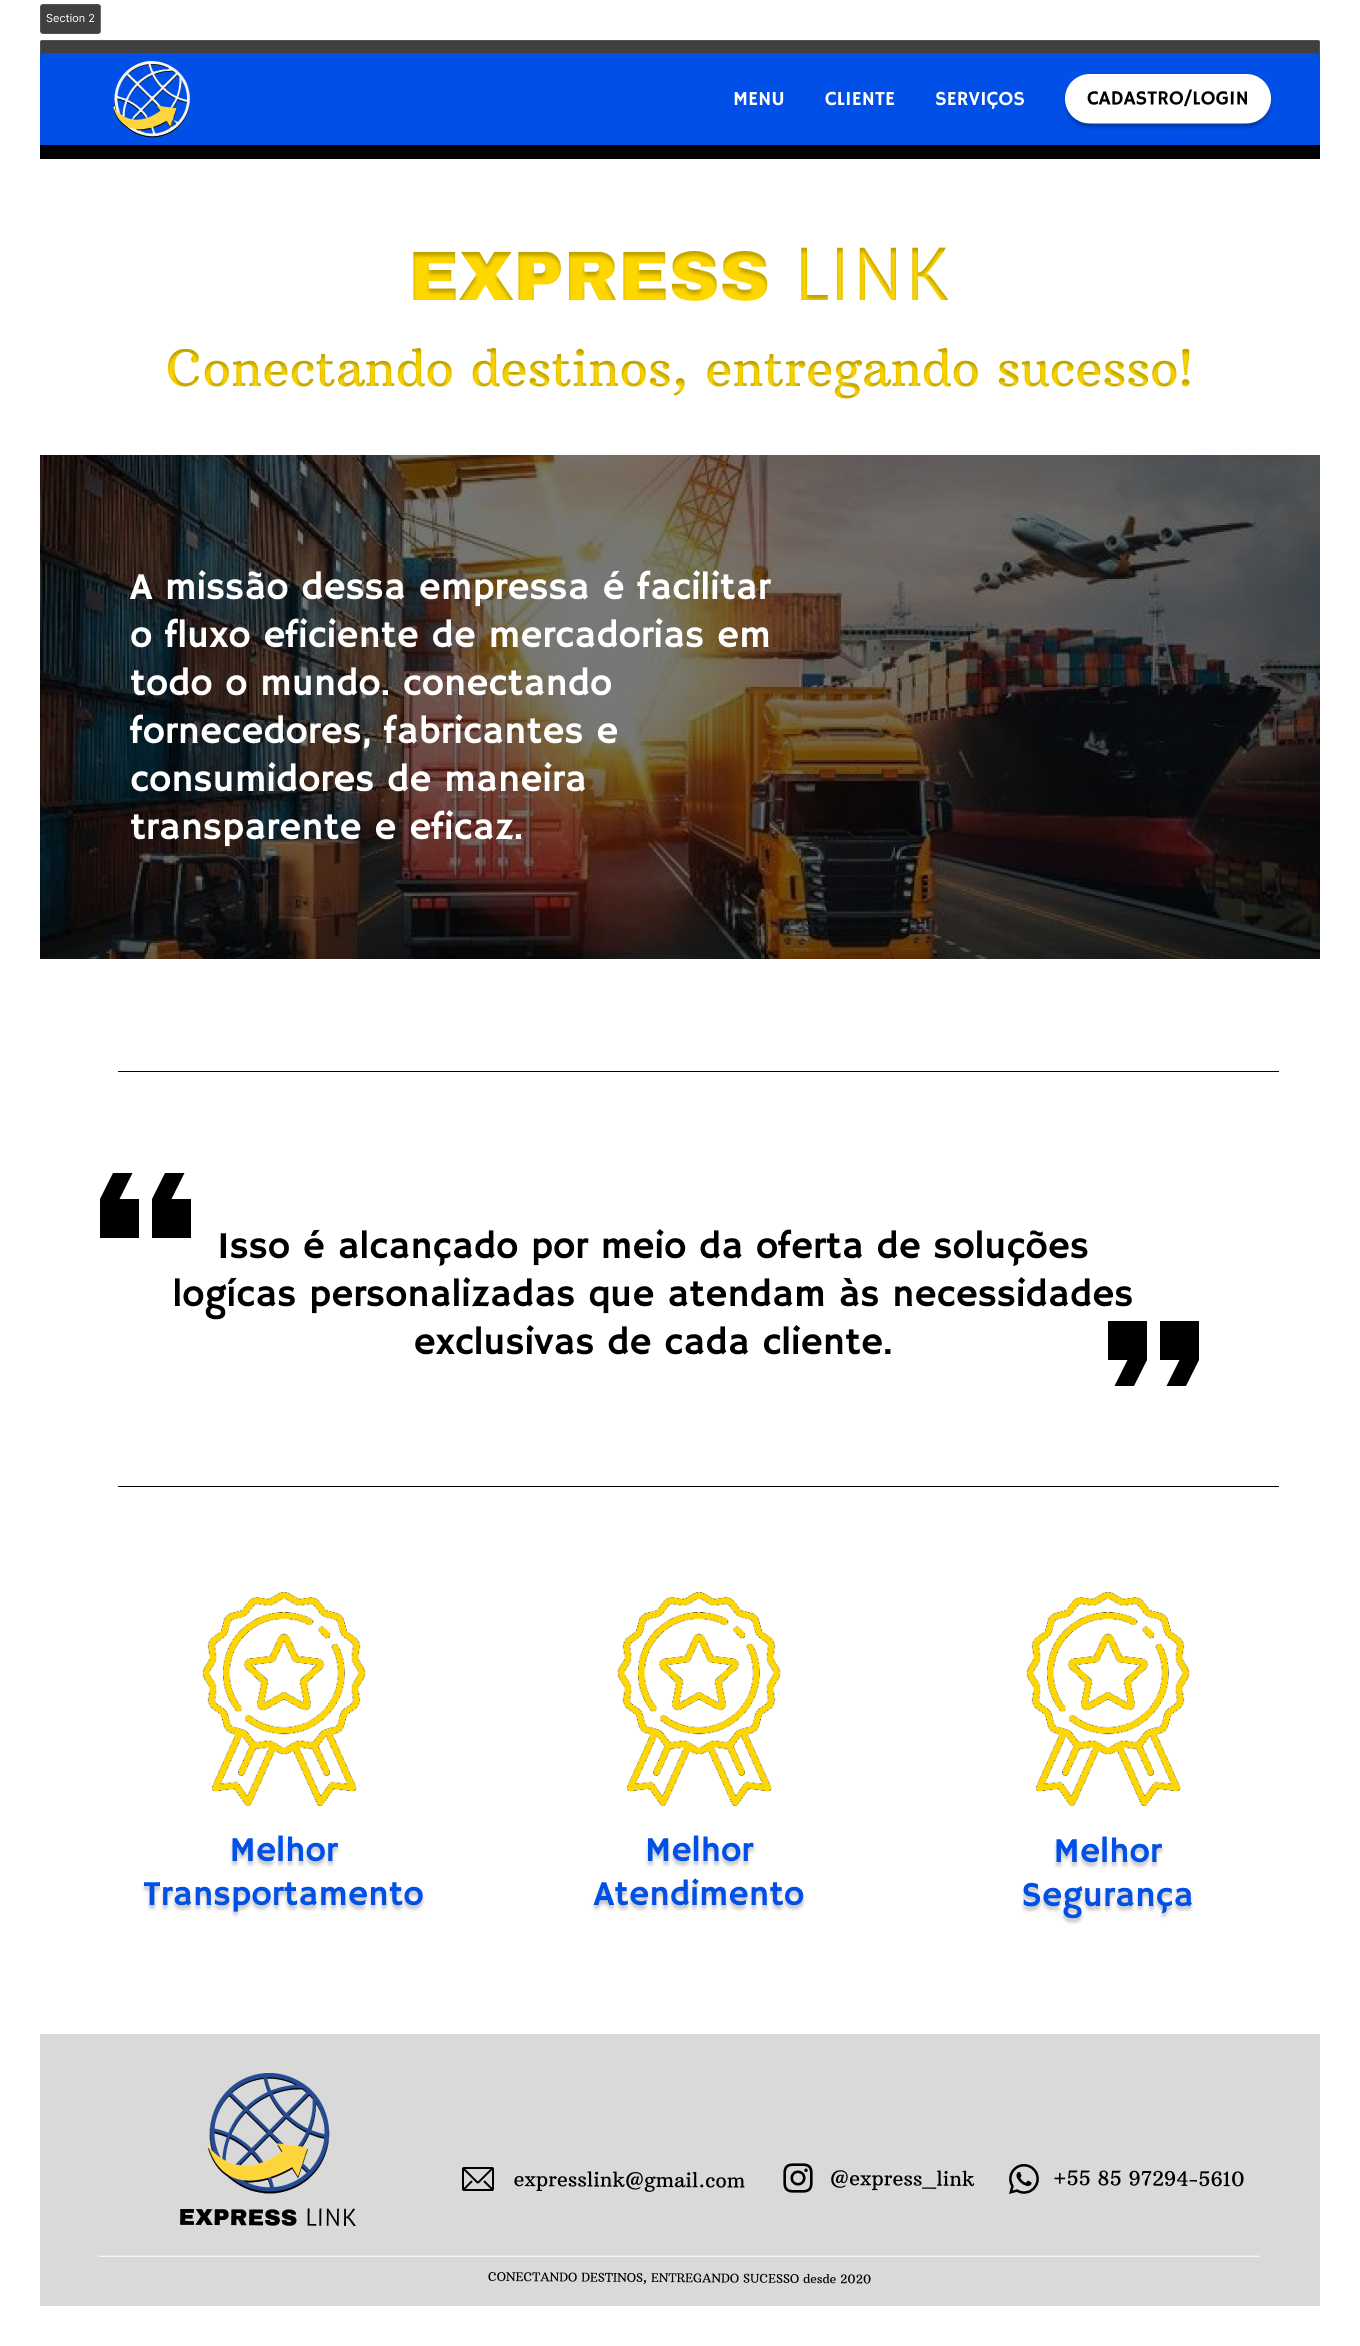 Section 2
MENU CLIENTE SERVIÇOS CADASTRO/LOGIN
EXPRESS LINK
Conectando destinos, entregando sucesso!
A missão dessa empressa é facilitar
o fluxo eficiente de mercadorias em
todo o mundo. conectando
fornecedores, fabricantes e
consumidores de maneira
transparente e eficaz.
❝
Isso é alcançado por meio da oferta de soluções
logícas personalizadas que atendam às necessidades
exclusivas de cada cliente.
❞
Melhor
Transportamento
Melhor
Atendimento
Melhor
Segurança
EXPRESS LINK
expresslink@gmail.com
@express_link
+55 85 97294-5610
CONECTANDO DESTINOS, ENTREGANDO SUCESSO desde 2020